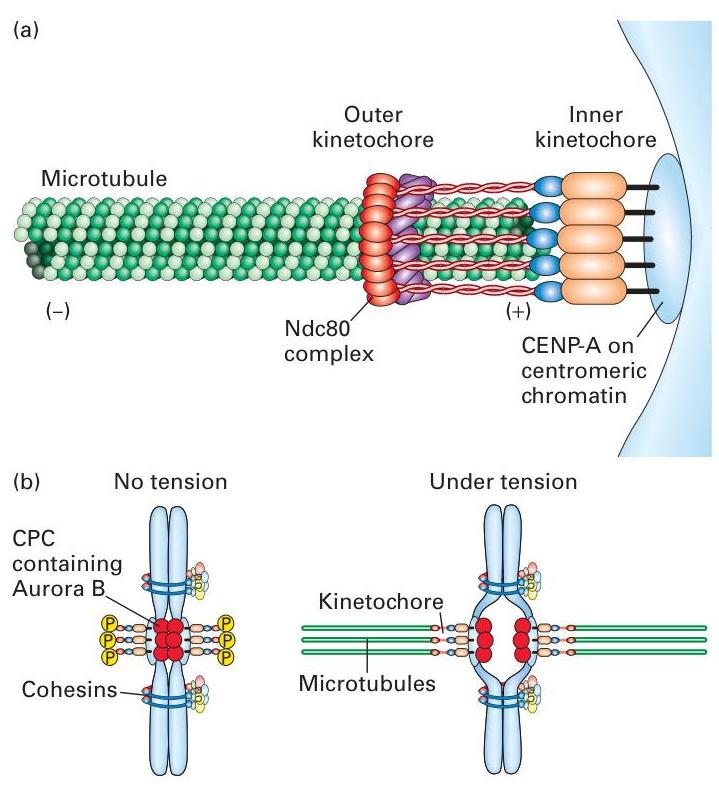 (a)
Outer
kinetochore
Inner
kinetochore
Microtubule
(–)
(+)
Ndc80
complex
CENP-A on
centromeric
chromatin
(b)
No tension
Under tension
CPC
containing
Aurora B
Kinetochore
P P
P P
P P
Cohesins
Microtubules